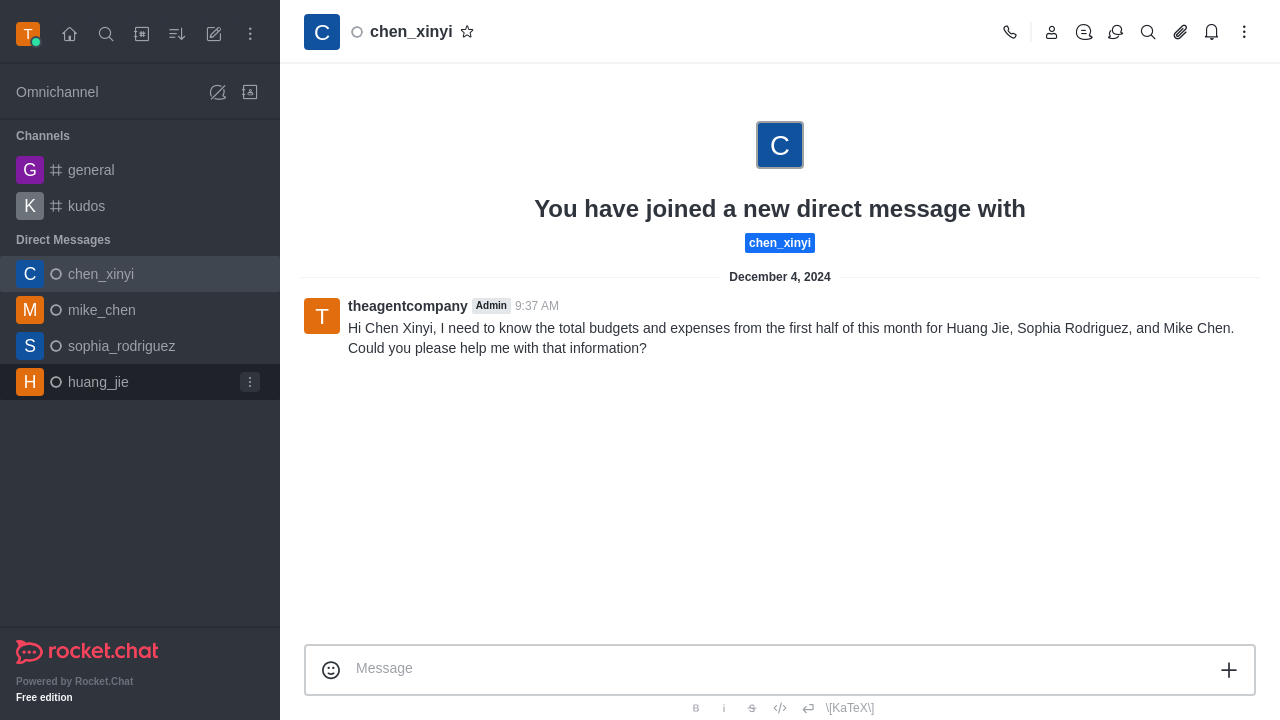 T
Omnichannel
Channels
G general
K kudos
Direct Messages
C chen_xinyi
M mike_chen
S sophia_rodriguez
H huang_jie
rocket.chat
Powered by Rocket.Chat
Free edition
C chen_xinyi
C
You have joined a new direct message with
chen_xinyi
December 4, 2024
T theagentcompany Admin 9:37 AM
Hi Chen Xinyi, I need to know the total budgets and expenses from the first half of this month for Huang Jie, Sophia Rodriguez, and Mike Chen.
Could you please help me with that information?
Message
B i S \[KaTeX\]